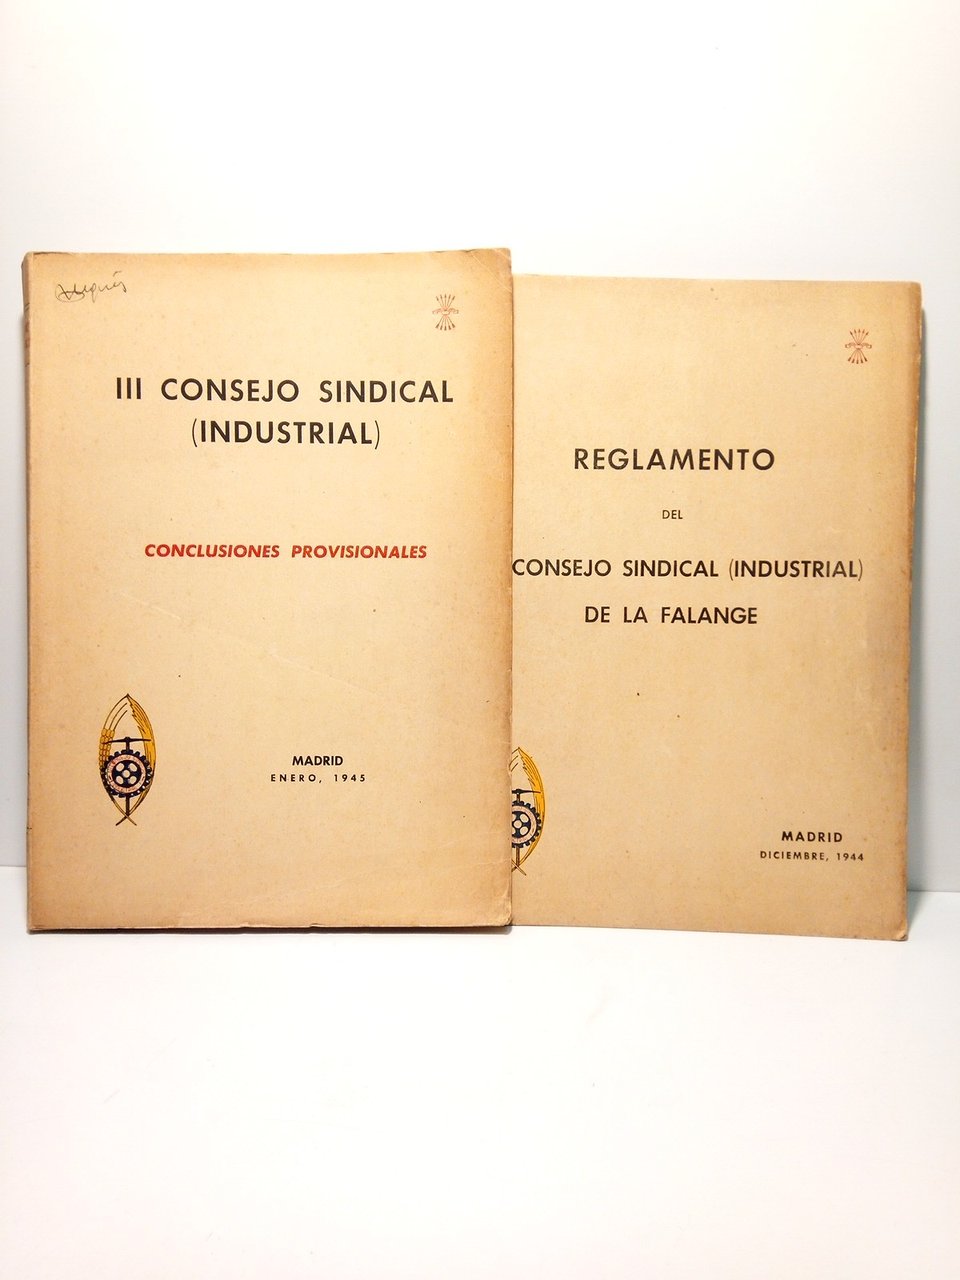 III CONSEJO SINDICAL
(INDUSTRIAL)
CONCLUSIONES PROVISIONALES
MADRID
ENERO, 1945
REGLAMENTO
DEL
CONSEJO SINDICAL (INDUSTRIAL)
DE LA FALANGE
MADRID
DICIEMBRE, 1944